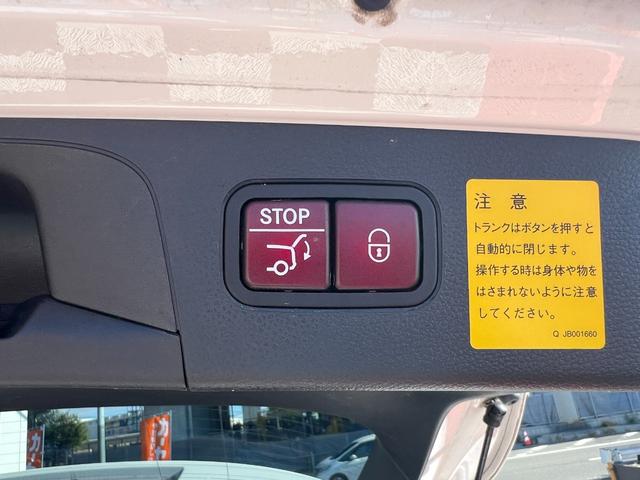 STOP
注 意
トランクはボタンを押すと
自動的に閉じます。
操作する時は身体や物を
はさまれないように注意
してください。
Q JB001660